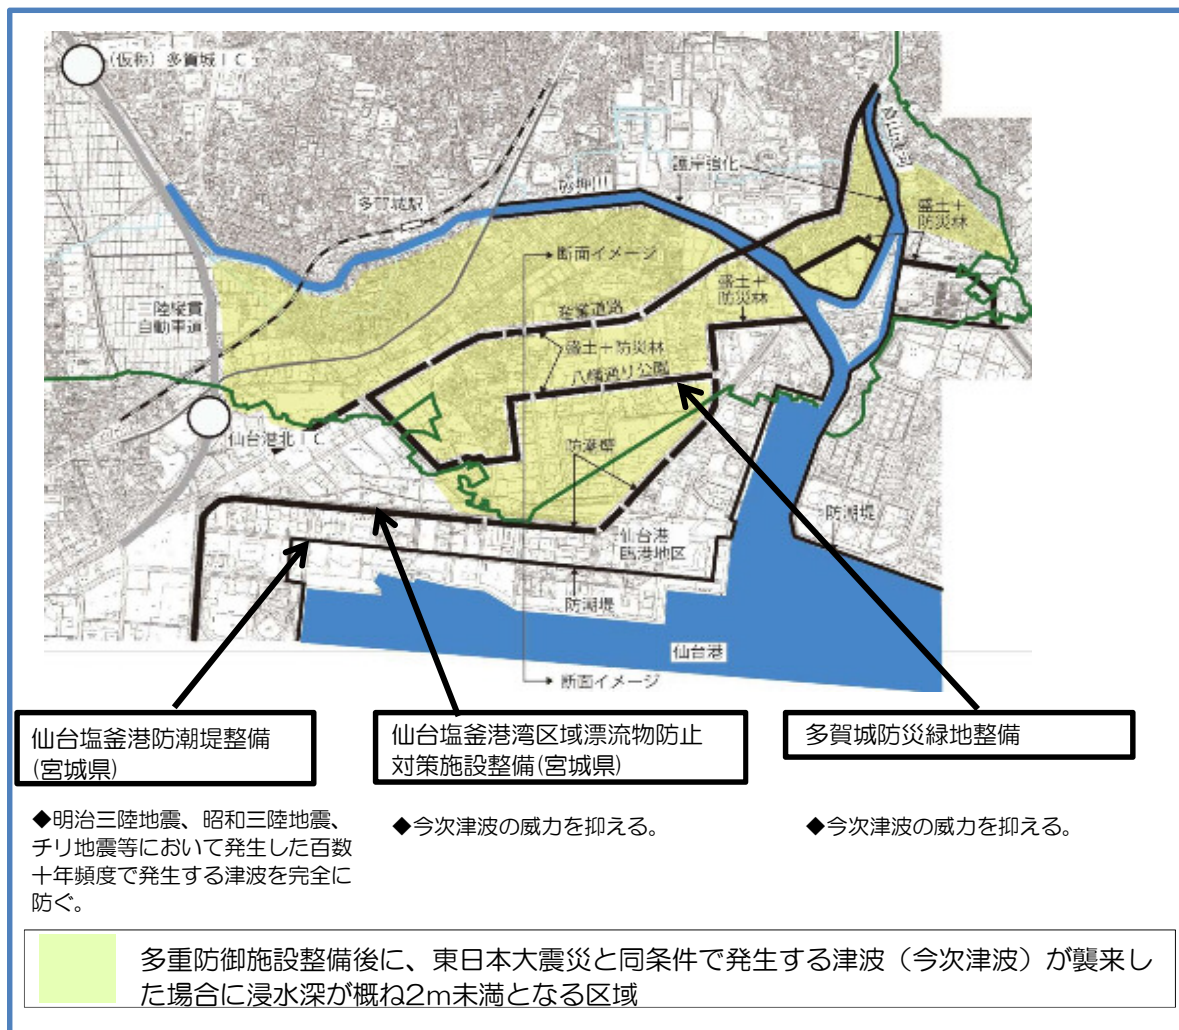 (仮称)多賀城IC
多賀城駅
砂押川
護岸強化
盛土+
防災林
断面イメージ
三陸縦貫
自動車道
産業道路
盛土+
防災林
盛土+防災林
八幡通り公園
仙台港北IC
防潮壁
仙台港
臨港地区
防潮堤
防潮堤
仙台港
断面イメージ
仙台塩釜港防潮堤整備
(宮城県)
仙台塩釜港湾区域漂流物防止
対策施設整備(宮城県)
多賀城防災緑地整備
◆明治三陸地震、昭和三陸地震、
チリ地震等において発生した百数
十年頻度で発生する津波を完全に
防ぐ。
◆今次津波の威力を抑える。
◆今次津波の威力を抑える。
多重防御施設整備後に、東日本大震災と同条件で発生する津波（今次津波）が襲来し
た場合に浸水深が概ね2m未満となる区域